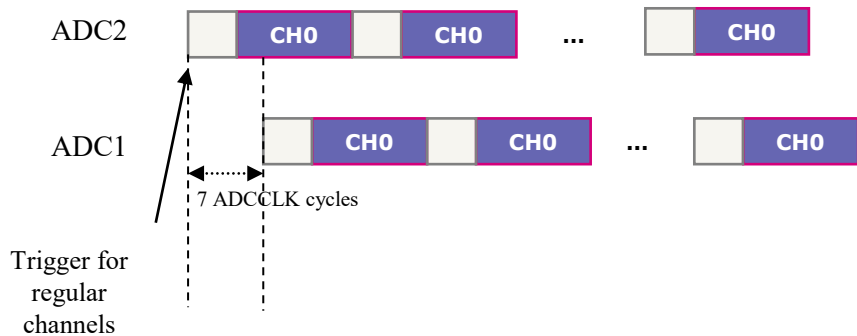 ADC2
CH0
CH0
...
CH0
ADC1
CH0
CH0
...
CH0
7 ADCCLK cycles
Trigger for
regular
channels